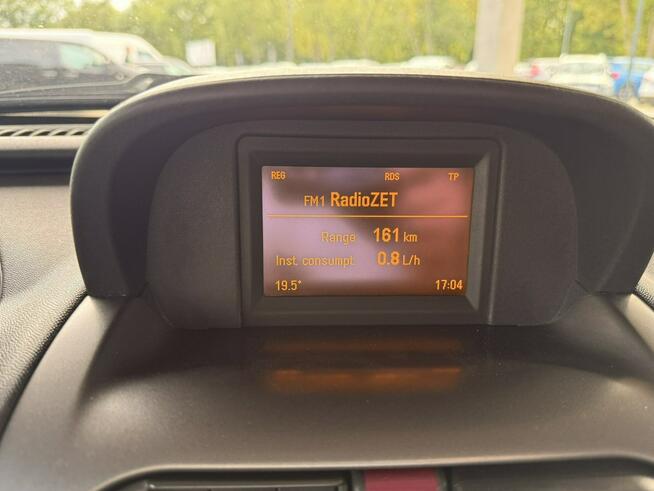 REG RDS TP
FM1 RadioZET
Range 161 km
Inst. consumpt. 0.8 L/h
19.5° 17:04